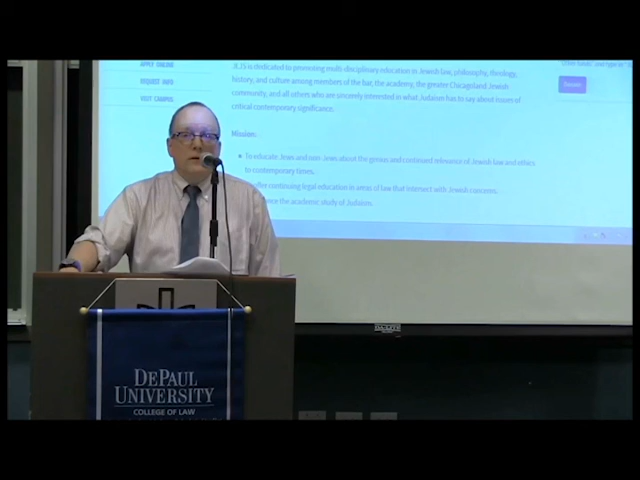 APPLY ONLINE
REQUEST INFO
VISIT CAMPUS
JLJS is dedicated to promoting multi-disciplinary education in Jewish law, philosophy, theology,
history, and culture among members of the bar, the academy, the greater Chicagoland Jewish
community, and all others who are sincerely interested in what Judaism has to say about issues of
critical contemporary significance.
Mission:
To educate Jews and non-Jews about the genius and continued relevance of Jewish law and ethics
to contemporary times.
offer continuing legal education in areas of law that intersect with Jewish concerns.
the academic study of Judaism.
DEPAUL
UNIVERSITY
COLLEGE OF LAW
DA-LITE